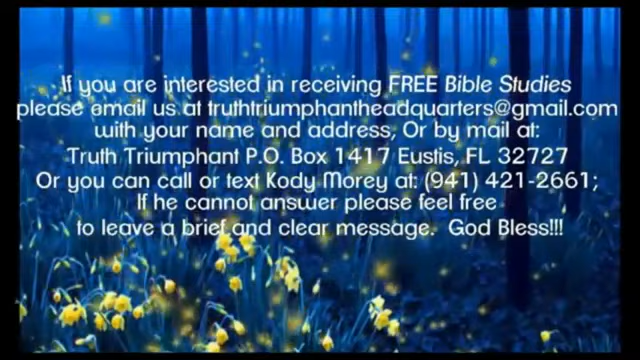 If you are interested in receiving FREE Bible Studies
please email us at truthtriumphantheadquarters@gmail.com
with your name and address, Or by mail at:
Truth Triumphant P.O. Box 1417 Eustis, FL 32727
Or you can call or text Kody Morey at: (941) 421-2661;
If he cannot answer please feel free
to leave a brief and clear message.  God Bless!!!